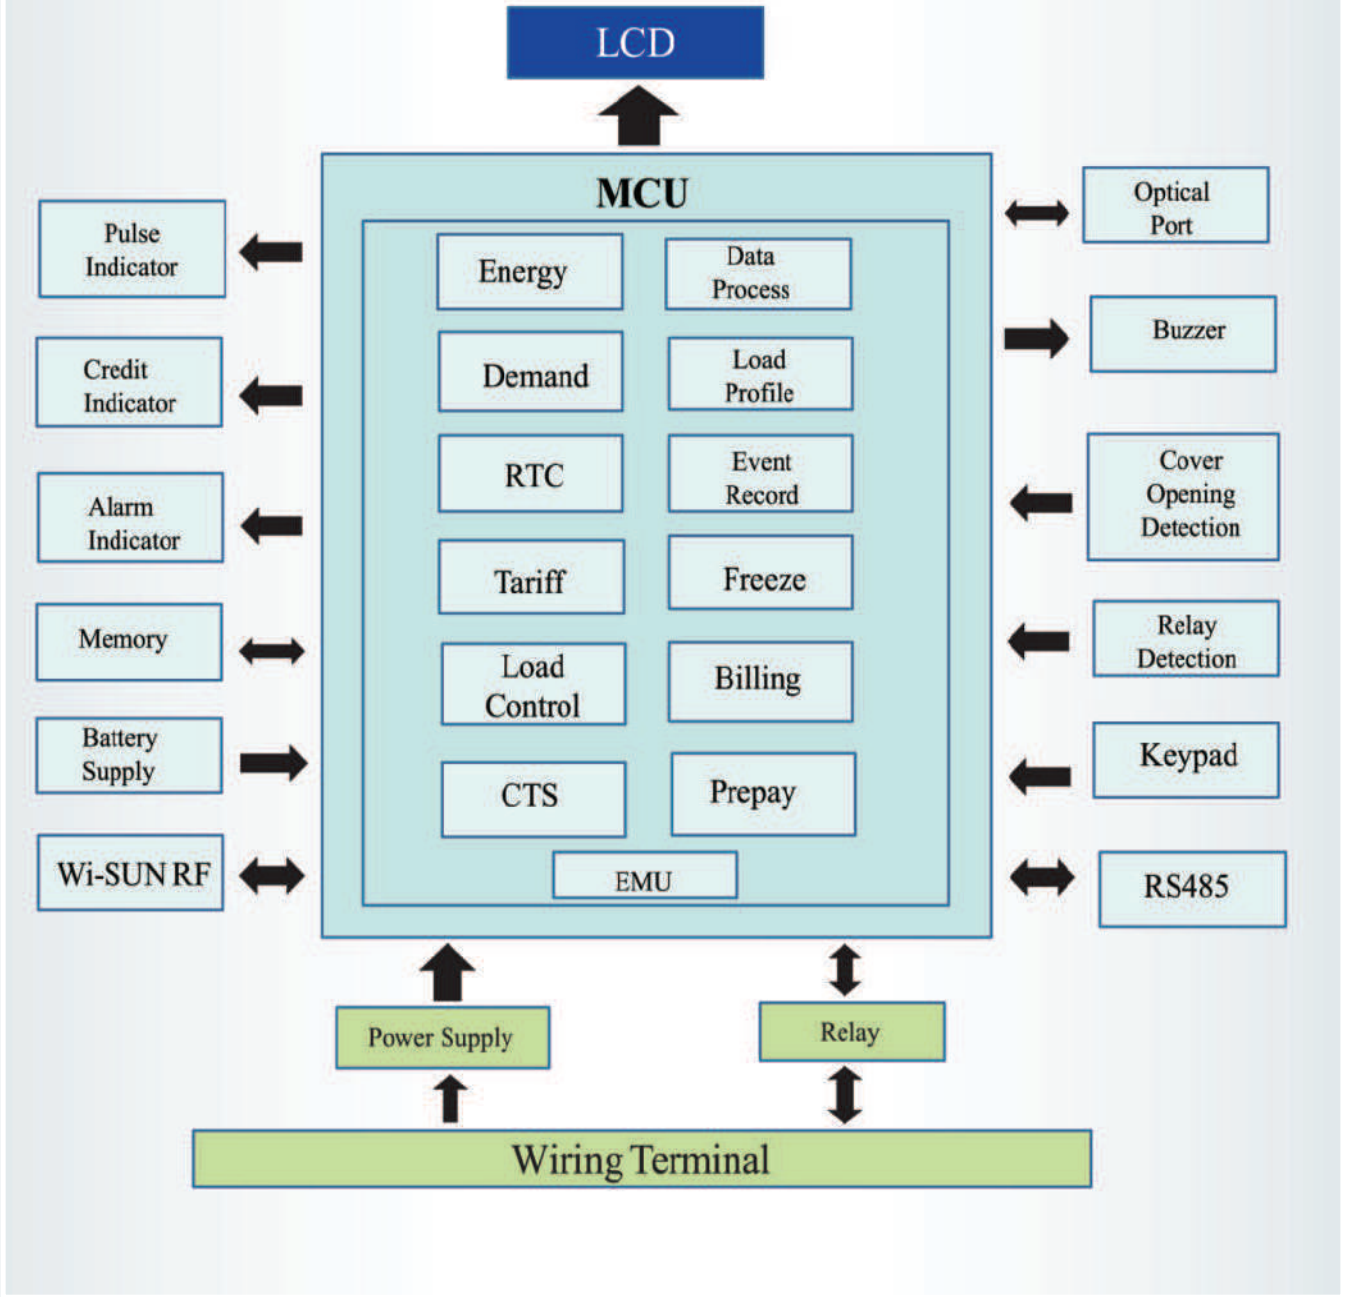 LCD
MCU
Pulse
Indicator
Credit
Indicator
Alarm
Indicator
Memory
Battery
Supply
Wi-SUN RF
Energy
Data
Process
Demand
Load
Profile
RTC
Event
Record
Tariff
Freeze
Load
Control
Billing
CTS
Prepay
EMU
Optical
Port
Buzzer
Cover
Opening
Detection
Relay
Detection
Keypad
RS485
Power Supply
Relay
Wiring Terminal